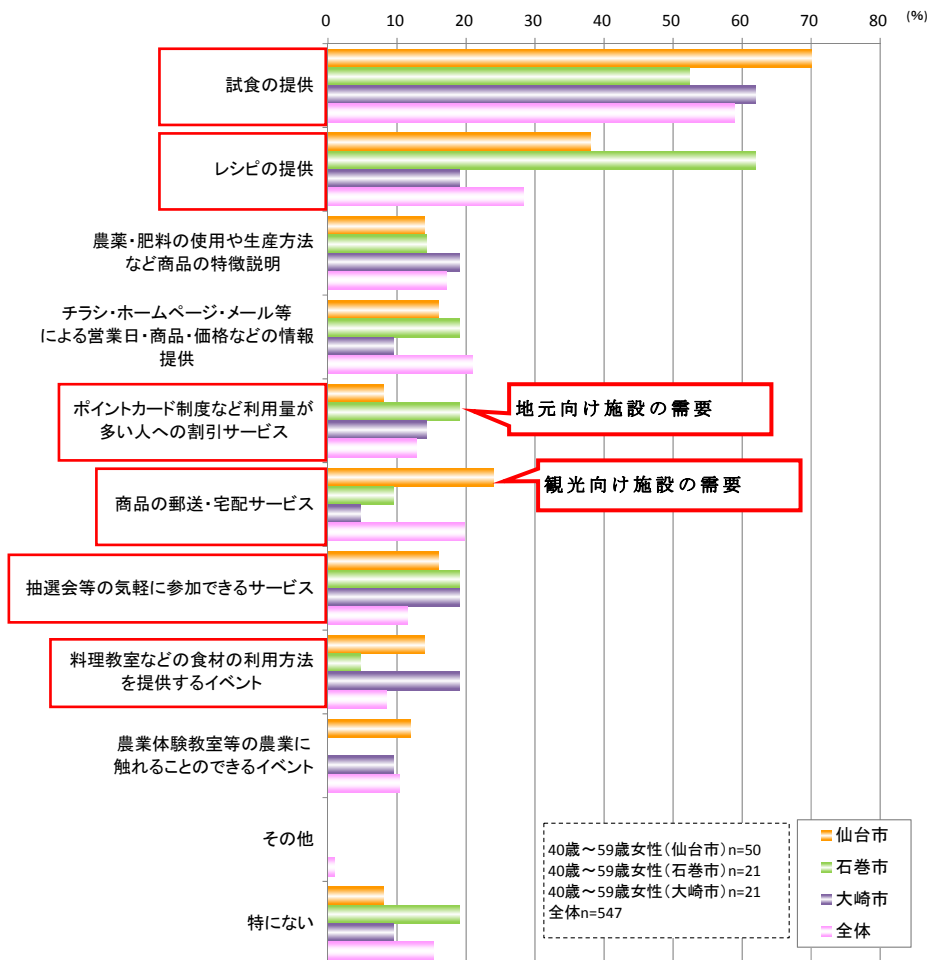 0 10 20 30 40 50 60 70 80 (%)
試食の提供
レシピの提供
農薬・肥料の使用や生産方法
など商品の特徴説明
チラシ・ホームページ・メール等
による営業日・商品・価格などの情報
提供
ポイントカード制度など利用量が
多い人への割引サービス
地元向け施設の需要
商品の郵送・宅配サービス
観光向け施設の需要
抽選会等の気軽に参加できるサービス
料理教室などの食材の利用方法
を提供するイベント
農業体験教室等の農業に
触れることのできるイベント
その他
特にない
40歳～59歳女性(仙台市)n=50
40歳～59歳女性(石巻市)n=21
40歳～59歳女性(大崎市)n=21
全体n=547
仙台市
石巻市
大崎市
全体